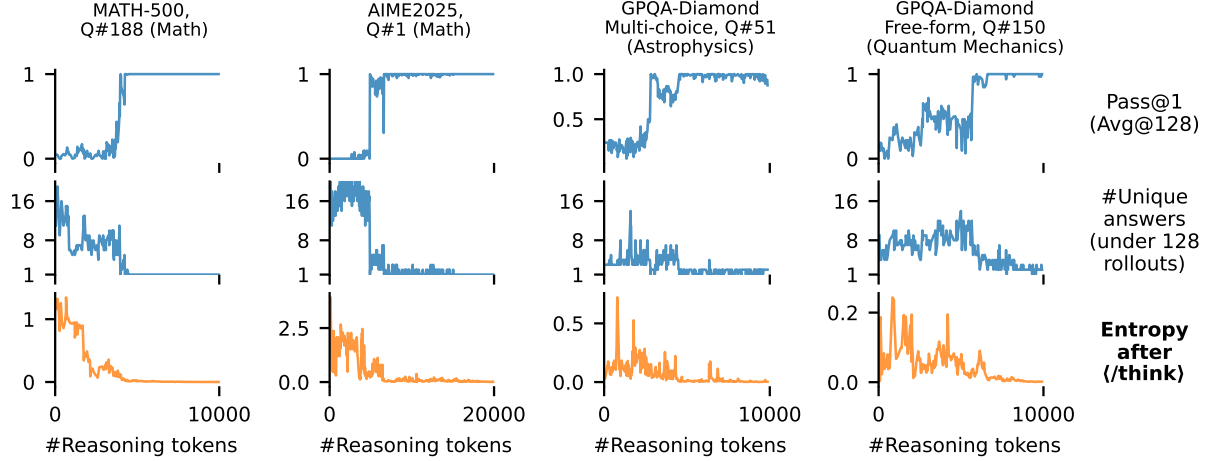 MATH-500,
Q#188 (Math)
AIME2025,
Q#1 (Math)
GPQA-Diamond
Multi-choice, Q#51
(Astrophysics)
GPQA-Diamond
Free-form, Q#150
(Quantum Mechanics)
1
0
1
0
1.0
0.5
1
0
Pass@1
(Avg@128)
16
8
1
16
8
1
16
8
1
16
8
1
#Unique
answers
(under 128
rollouts)
1
0
2.5
0.0
0.5
0.0
0.2
0.0
Entropy
after
⟨/think⟩
0 10000
0 20000
0 10000
0 10000
#Reasoning tokens
#Reasoning tokens
#Reasoning tokens
#Reasoning tokens